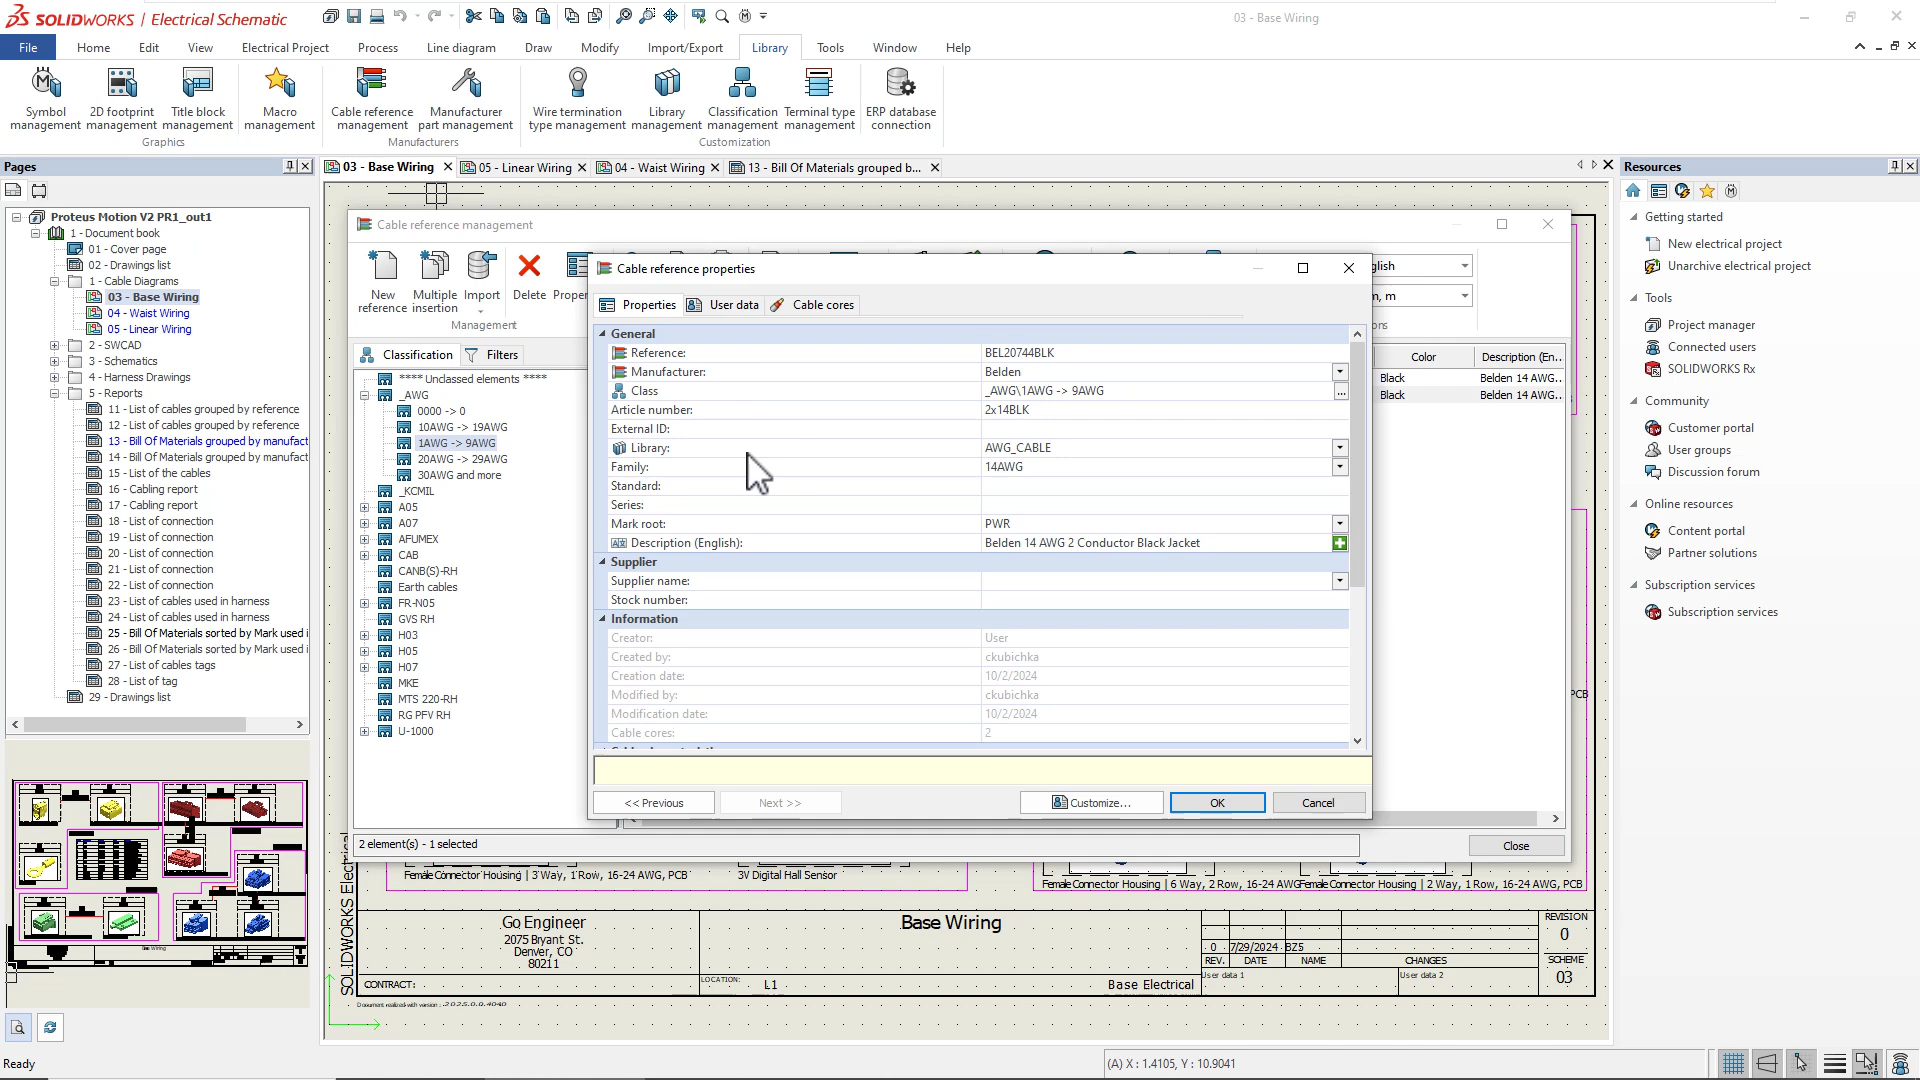 SOLIDWORKS | Electrical Schematic
03 - Base Wiring
File Home Edit View Electrical Project Process Line diagram Draw Modify Import/Export Library Tools Window Help
Symbol management
2D footprint management
Title block management
Macro management
Cable reference management
Manufacturer part management
Wire termination type management
Library management
Classification management
Terminal type management
ERP database connection
Graphics
Manufacturers
Customization
Pages
Proteus Motion V2 PR1_out1
1 - Document book
01 - Cover page
02 - Drawings list
1 - Cable Diagrams
03 - Base Wiring
04 - Waist Wiring
05 - Linear Wiring
2 - SWCAD
3 - Schematics
4 - Harness Drawings
5 - Reports
11 - List of cables grouped by reference
12 - List of cables grouped by reference
13 - Bill Of Materials grouped by manufact
14 - Bill Of Materials grouped by manufact
15 - List of the cables
16 - Cabling report
17 - Cabling report
18 - List of connection
19 - List of connection
20 - List of connection
21 - List of connection
22 - List of connection
23 - List of cables used in harness
24 - List of cables used in harness
25 - Bill Of Materials sorted by Mark used i
26 - Bill Of Materials sorted by Mark used i
27 - List of cables tags
28 - List of tag
29 - Drawings list
03 - Base Wiring
05 - Linear Wiring
04 - Waist Wiring
13 - Bill Of Materials grouped b...
Cable reference management
New reference
Multiple insertion
Import
Delete
Proper
Management
glish
m, m
ons
Classification
Filters
**** Unclassed elements ****
_AWG
0000 -> 0
10AWG -> 19AWG
1AWG -> 9AWG
20AWG -> 29AWG
30AWG and more
_KCMIL
A05
A07
AFUMEX
CAB
CANB(S)-RH
Earth cables
FR-N05
GVS RH
H03
H05
H07
MKE
MTS 220-RH
RG PFV RH
U-1000
Color
Description (En...
Black
Belden 14 AWG...
Black
Belden 14 AWG...
2 element(s) - 1 selected
Close
Cable reference properties
Properties
User data
Cable cores
General
Reference: BEL20744BLK
Manufacturer: Belden
Class _AWG\1AWG -> 9AWG
Article number: 2x14BLK
External ID:
Library: AWG_CABLE
Family: 14AWG
Standard:
Series:
Mark root: PWR
Description (English): Belden 14 AWG 2 Conductor Black Jacket
Supplier
Supplier name:
Stock number:
Information
Creator: User
Created by: ckubichka
Creation date: 10/2/2024
Modified by: ckubichka
Modification date: 10/2/2024
Cable cores: 2
<< Previous
Next >>
Customize...
OK
Cancel
PCB
Female Connector Housing | 3 Way, 1 Row, 16-24 AWG, PCB
3V Digital Hall Sensor
Female Connector Housing | 6 Way, 2 Row, 16-24 AWG
Female Connector Housing | 2 Way, 1 Row, 16-24 AWG, PCB
SOLIDWORKS Electrical
Go Engineer
2075 Bryant St.
Denver, CO
80211
CONTRACT:
Base Wiring
LOCATION: L1
Base Electrical
0 7/29/2024 BZ5
REV. DATE NAME CHANGES
User data 1
User data 2
REVISION
0
SCHEME
03
Document realized with version : 2025.0.0.4040
Resources
Getting started
New electrical project
Unarchive electrical project
Tools
Project manager
Connected users
SOLIDWORKS Rx
Community
Customer portal
User groups
Discussion forum
Online resources
Content portal
Partner services
Subscription services
Subscription services
Ready
(A) X : 1.4105, Y : 10.9041